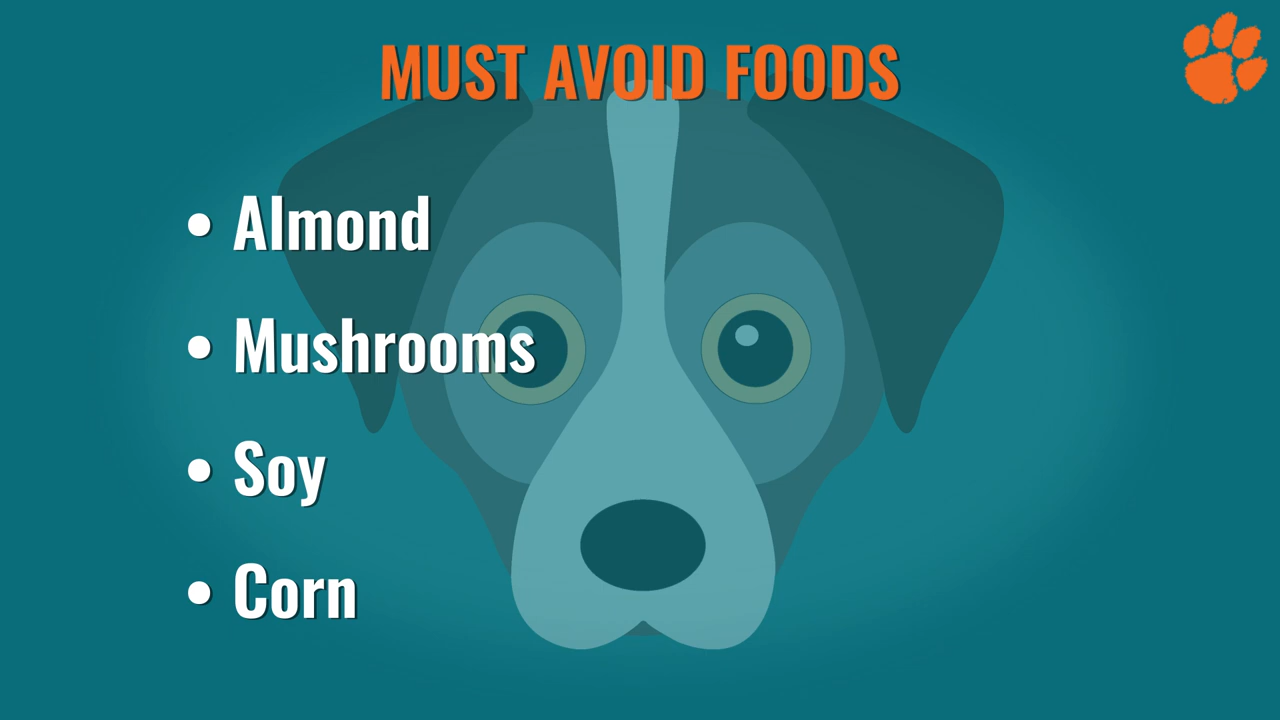 MUST AVOID FOODS
• Almond
• Mushrooms
• Soy
• Corn